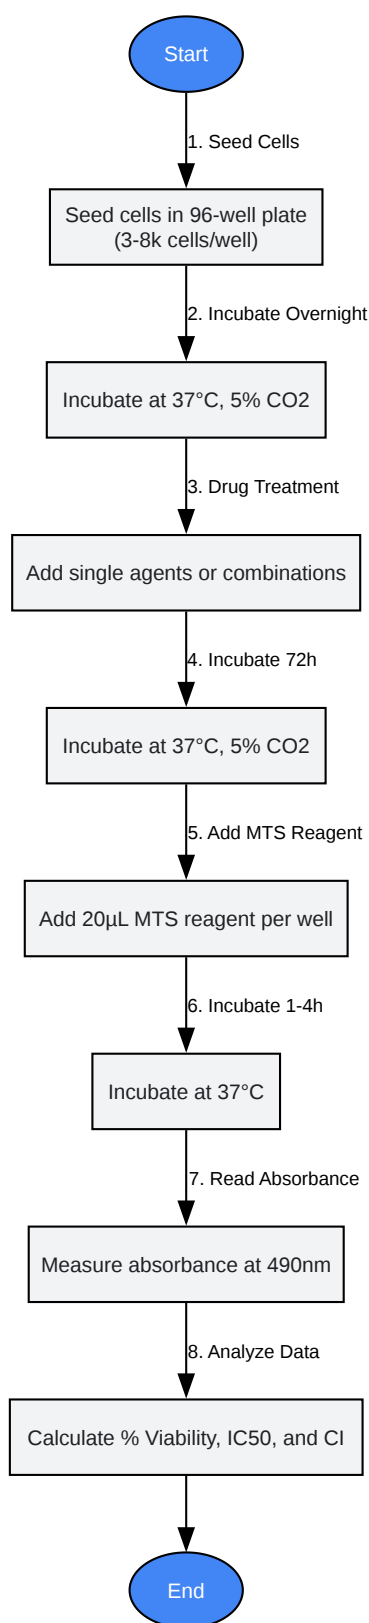 Start
1. Seed Cells
Seed cells in 96-well plate
(3-8k cells/well)
2. Incubate Overnight
Incubate at 37°C, 5% CO2
3. Drug Treatment
Add single agents or combinations
4. Incubate 72h
Incubate at 37°C, 5% CO2
5. Add MTS Reagent
Add 20µL MTS reagent per well
6. Incubate 1-4h
Incubate at 37°C
7. Read Absorbance
Measure absorbance at 490nm
8. Analyze Data
Calculate % Viability, IC50, and CI
End